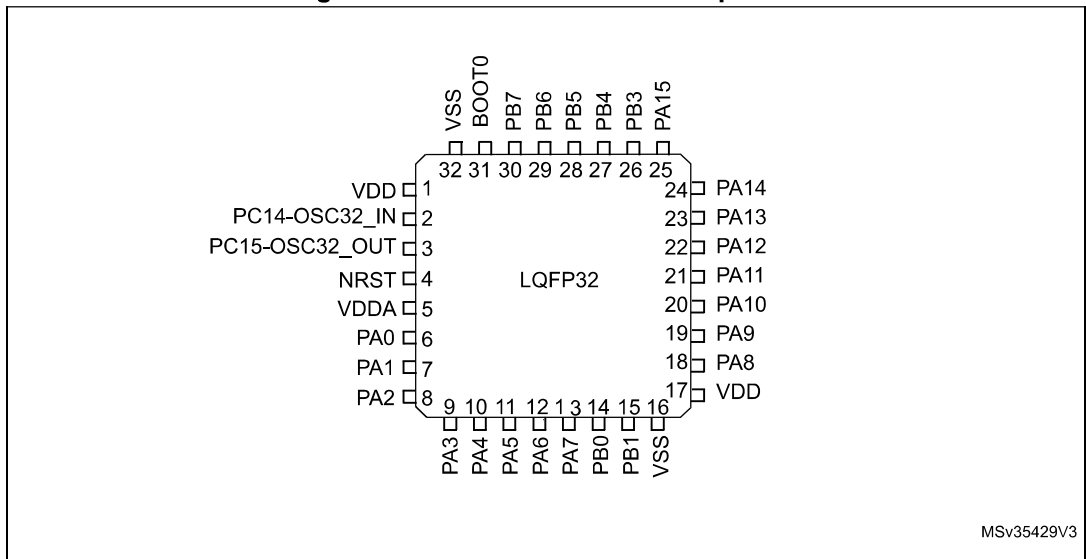 VSS
BOOT0
PB7
PB6
PB5
PB4
PB3
PA15
32 31 30 29 28 27 26 25
VDD 1
PC14-OSC32_IN 2
PC15-OSC32_OUT 3
NRST 4
VDDA 5
PA0 6
PA1 7
PA2 8
LQFP32
24 PA14
23 PA13
22 PA12
21 PA11
20 PA10
19 PA9
18 PA8
17 VDD
9 10 11 12 13 14 15 16
PA3
PA4
PA5
PA6
PA7
PB0
PB1
VSS
MSv35429V3